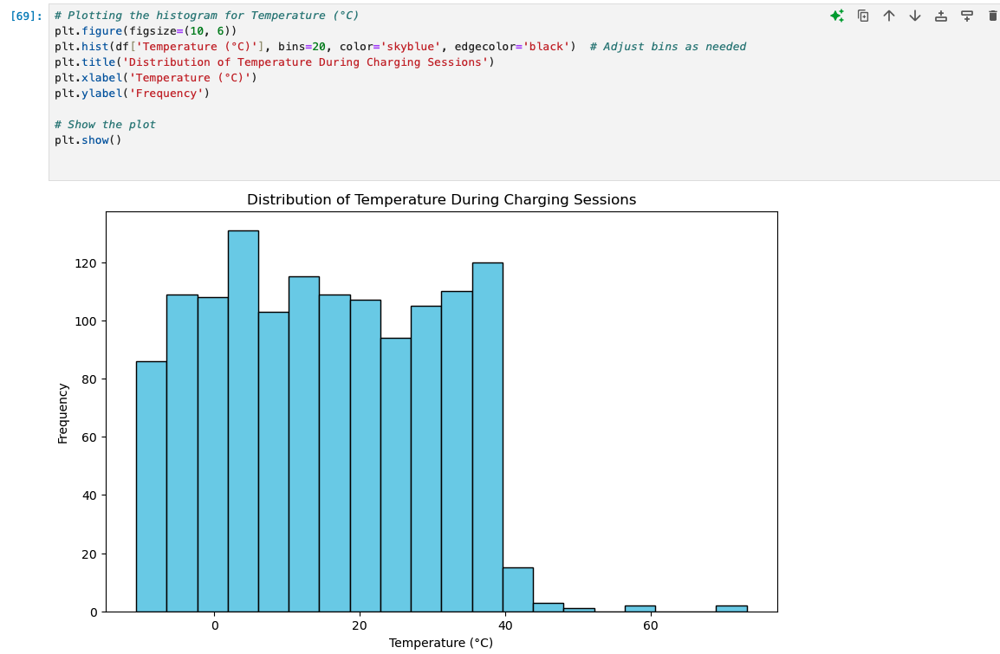 [69]: # Plotting the histogram for Temperature (°C)
plt.figure(figsize=(10, 6))
plt.hist(df['Temperature (°C)'], bins=20, color='skyblue', edgecolor='black')  # Adjust bins as needed
plt.title('Distribution of Temperature During Charging Sessions')
plt.xlabel('Temperature (°C)')
plt.ylabel('Frequency')
# Show the plot
plt.show()
Distribution of Temperature During Charging Sessions
120
100
80
60
40
20
0
Frequency
0 20 40 60
Temperature (°C)